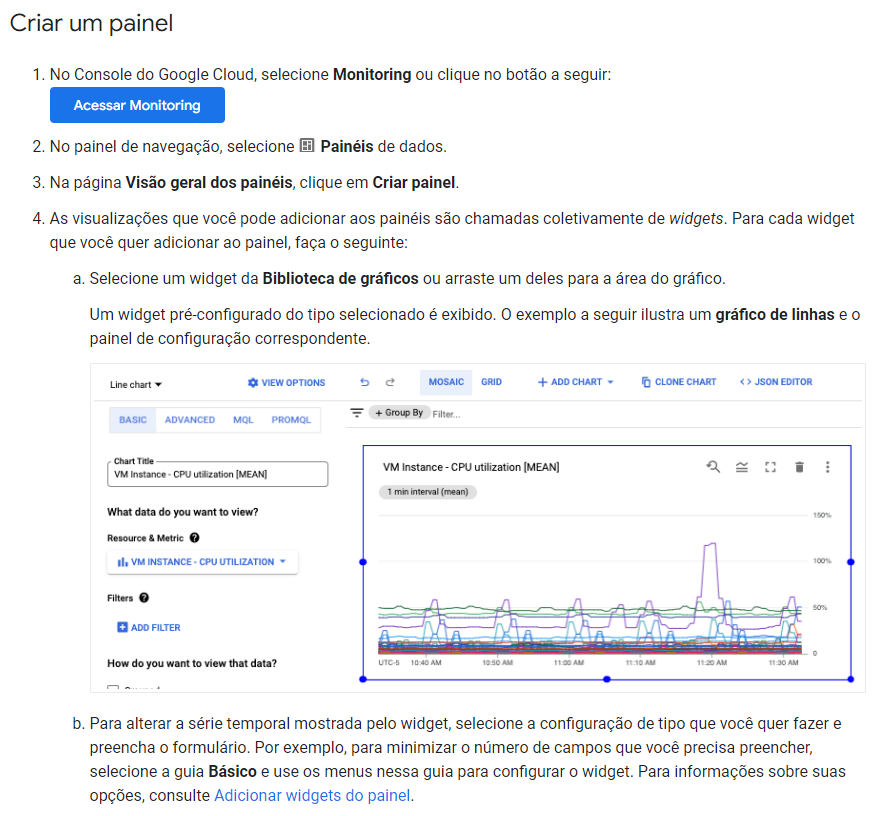 Criar um painel
1. No Console do Google Cloud, selecione Monitoring ou clique no botão a seguir:
Acessar Monitoring
2. No painel de navegação, selecione Painéis de dados.
3. Na página Visão geral dos painéis, clique em Criar painel.
4. As visualizações que você pode adicionar aos painéis são chamadas coletivamente de widgets. Para cada widget
que você quer adicionar ao painel, faça o seguinte:
a. Selecione um widget da Biblioteca de gráficos ou arraste um deles para a área do gráfico.
Um widget pré-configurado do tipo selecionado é exibido. O exemplo a seguir ilustra um gráfico de linhas e o
painel de configuração correspondente.
Line chart
VIEW OPTIONS
MOSAIC GRID
+ ADD CHART
CLONE CHART
<> JSON EDITOR
BASIC ADVANCED MQL PROMQL
+ Group By Filter...
Chart Title
VM Instance - CPU utilization [MEAN]
What data do you want to view?
Resource & Metric ?
VM INSTANCE - CPU UTILIZATION
Filters ?
+ ADD FILTER
How do you want to view that data?
VM Instance - CPU utilization [MEAN]
1 min interval (mean)
150%
100%
50%
0
UTC-5 10:40 AM 10:50 AM 11:00 AM 11:10 AM 11:20 AM 11:30 AM
b. Para alterar a série temporal mostrada pelo widget, selecione a configuração de tipo que você quer fazer e
preencha o formulário. Por exemplo, para minimizar o número de campos que você precisa preencher,
selecione a guia Básico e use os menus nessa guia para configurar o widget. Para informações sobre suas
opções, consulte Adicionar widgets do painel.